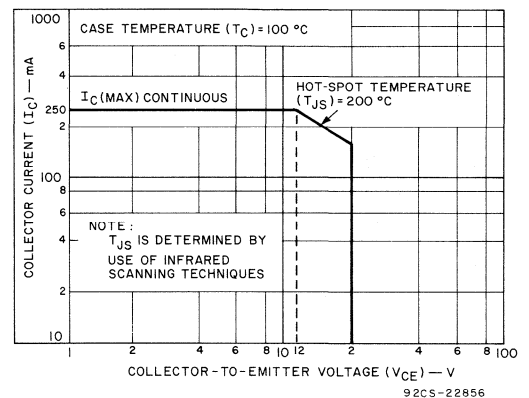 1000
CASE TEMPERATURE (TC) = 100 °C
6
4
HOT-SPOT TEMPERATURE
(TJS) = 200 °C
IC(MAX) CONTINUOUS
250
2
100
8
6
4
2
10
COLLECTOR CURRENT (IC) — mA
NOTE:
TJS IS DETERMINED BY
USE OF INFRARED
SCANNING TECHNIQUES
1 2 4 6 8 10 12 2 4 6 8 100
COLLECTOR-TO-EMITTER VOLTAGE (VCE) — V
92CS-22856